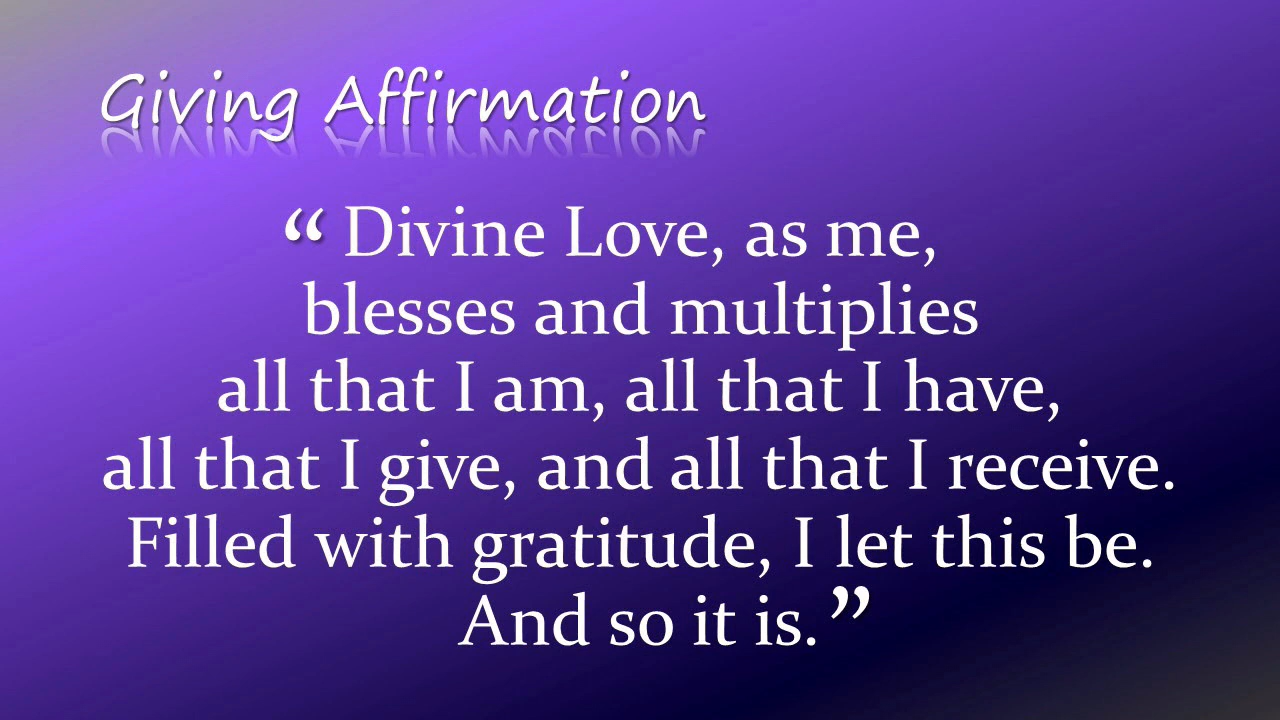 Giving Affirmation
“ Divine Love, as me,
blesses and multiplies
all that I am, all that I have,
all that I give, and all that I receive.
Filled with gratitude, I let this be.
And so it is. ”